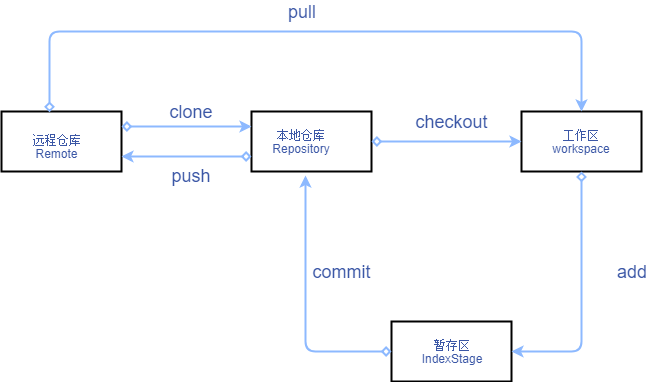 pull
clone
远程仓库
Remote
push
本地仓库
Repository
checkout
工作区
workspace
commit
add
暂存区
IndexStage